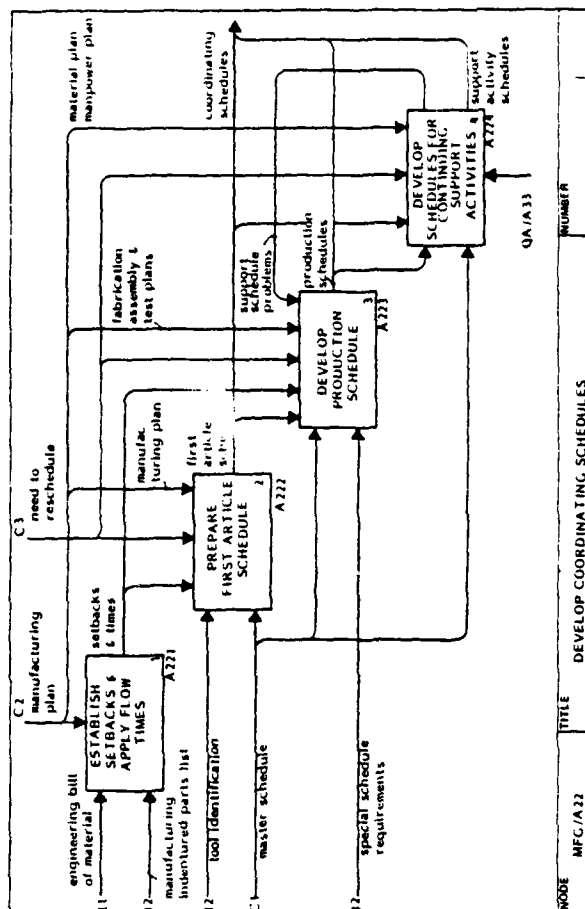 C2
manufacturing
plan
C3
need to
reschedule
material plan
manpower plan
engineering bill
of material
ESTABLISH
SETBACKS &
APPLY FLOW
TIMES
A221
setbacks
& times
manufacturing
indentured parts list
manufac
turing plan
fabrication
assembly &
test plans
tool identification
PREPARE
FIRST ARTICLE
SCHEDULE
2
A222
first
article
coordinating
schedules
master schedule
support
schedule
problems
DEVELOP
PRODUCTION
SCHEDULE
3
A223
production
schedules
special schedule
requirements
DEVELOP
SCHEDULES FOR
CONTINUING
SUPPORT
ACTIVITIES
4
A224
support
activity
schedules
QA/A33
NODE
MFG/A22
TITLE
DEVELOP COORDINATING SCHEDULES
NUMBER